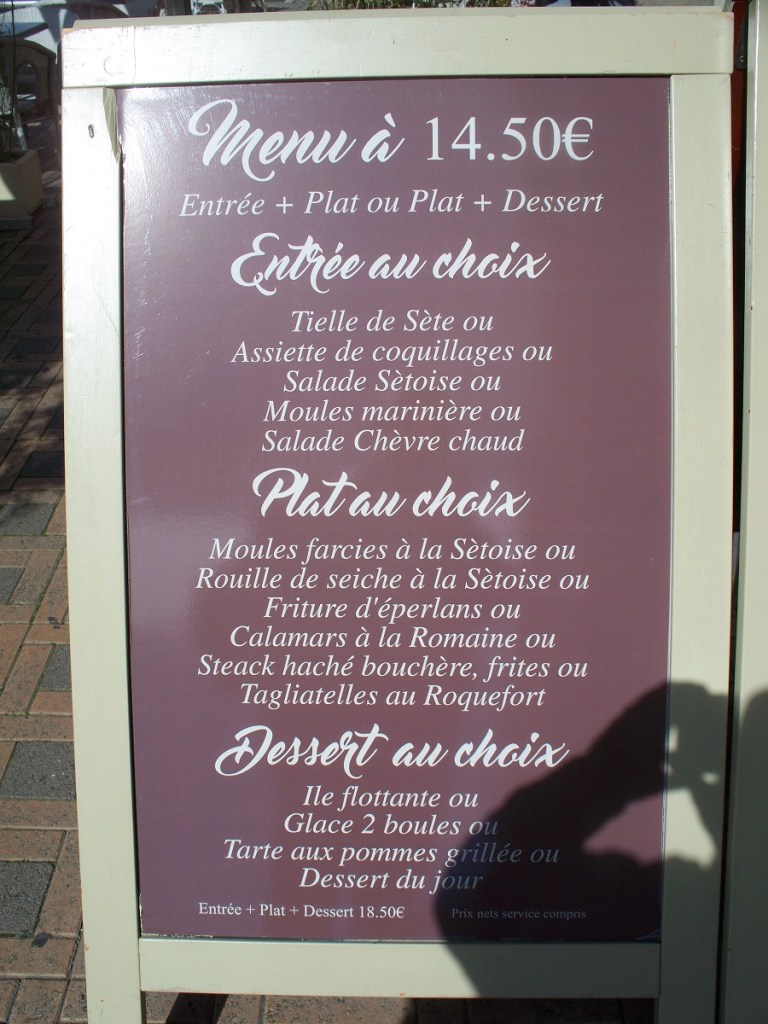 Menu à 14.50€
Entrée + Plat ou Plat + Dessert
Entrée au choix
Tielle de Sète ou
Assiette de coquillages ou
Salade Sètoise ou
Moules marinière ou
Salade Chèvre chaud
Plat au choix
Moules farcies à la Sètoise ou
Rouille de seiche à la Sètoise ou
Friture d'éperlans ou
Calamars à la Romaine ou
Steack haché bouchère, frites ou
Tagliatelles au Roquefort
Dessert au choix
Ile flottante ou
Glace 2 boules ou
Tarte aux pommes grillée ou
Dessert du jour
Entrée + Plat + Dessert 18.50€ Prix nets service compris